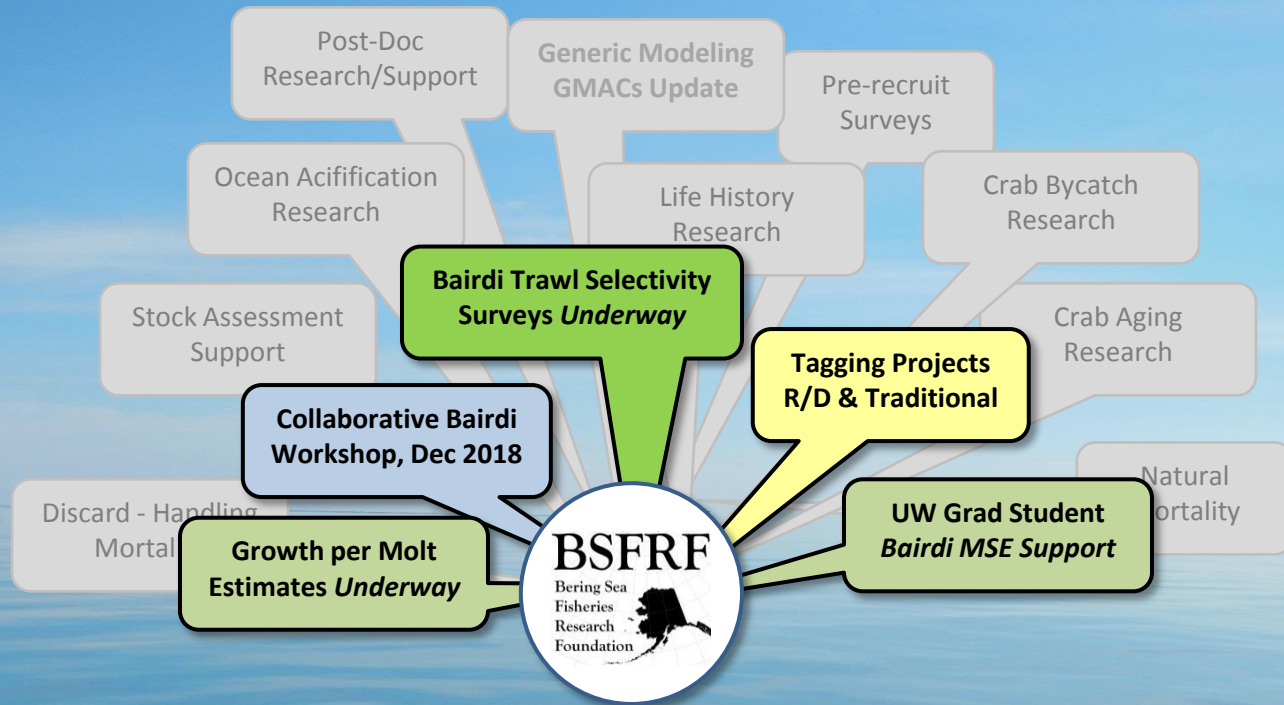 Post-Doc
Research/Support
Generic Modeling
GMACs Update
Pre-recruit
Surveys
Ocean Acifification
Research
Life History
Research
Crab Bycatch
Research
Bairdi Trawl Selectivity
Surveys Underway
Stock Assessment
Support
Crab Aging
Research
Tagging Projects
R/D & Traditional
Collaborative Bairdi
Workshop, Dec 2018
Discard - Handling
Mortal
Natural
ortality
Growth per Molt
Estimates Underway
UW Grad Student
Bairdi MSE Support
BSFRF
Bering Sea
Fisheries
Research
Foundation